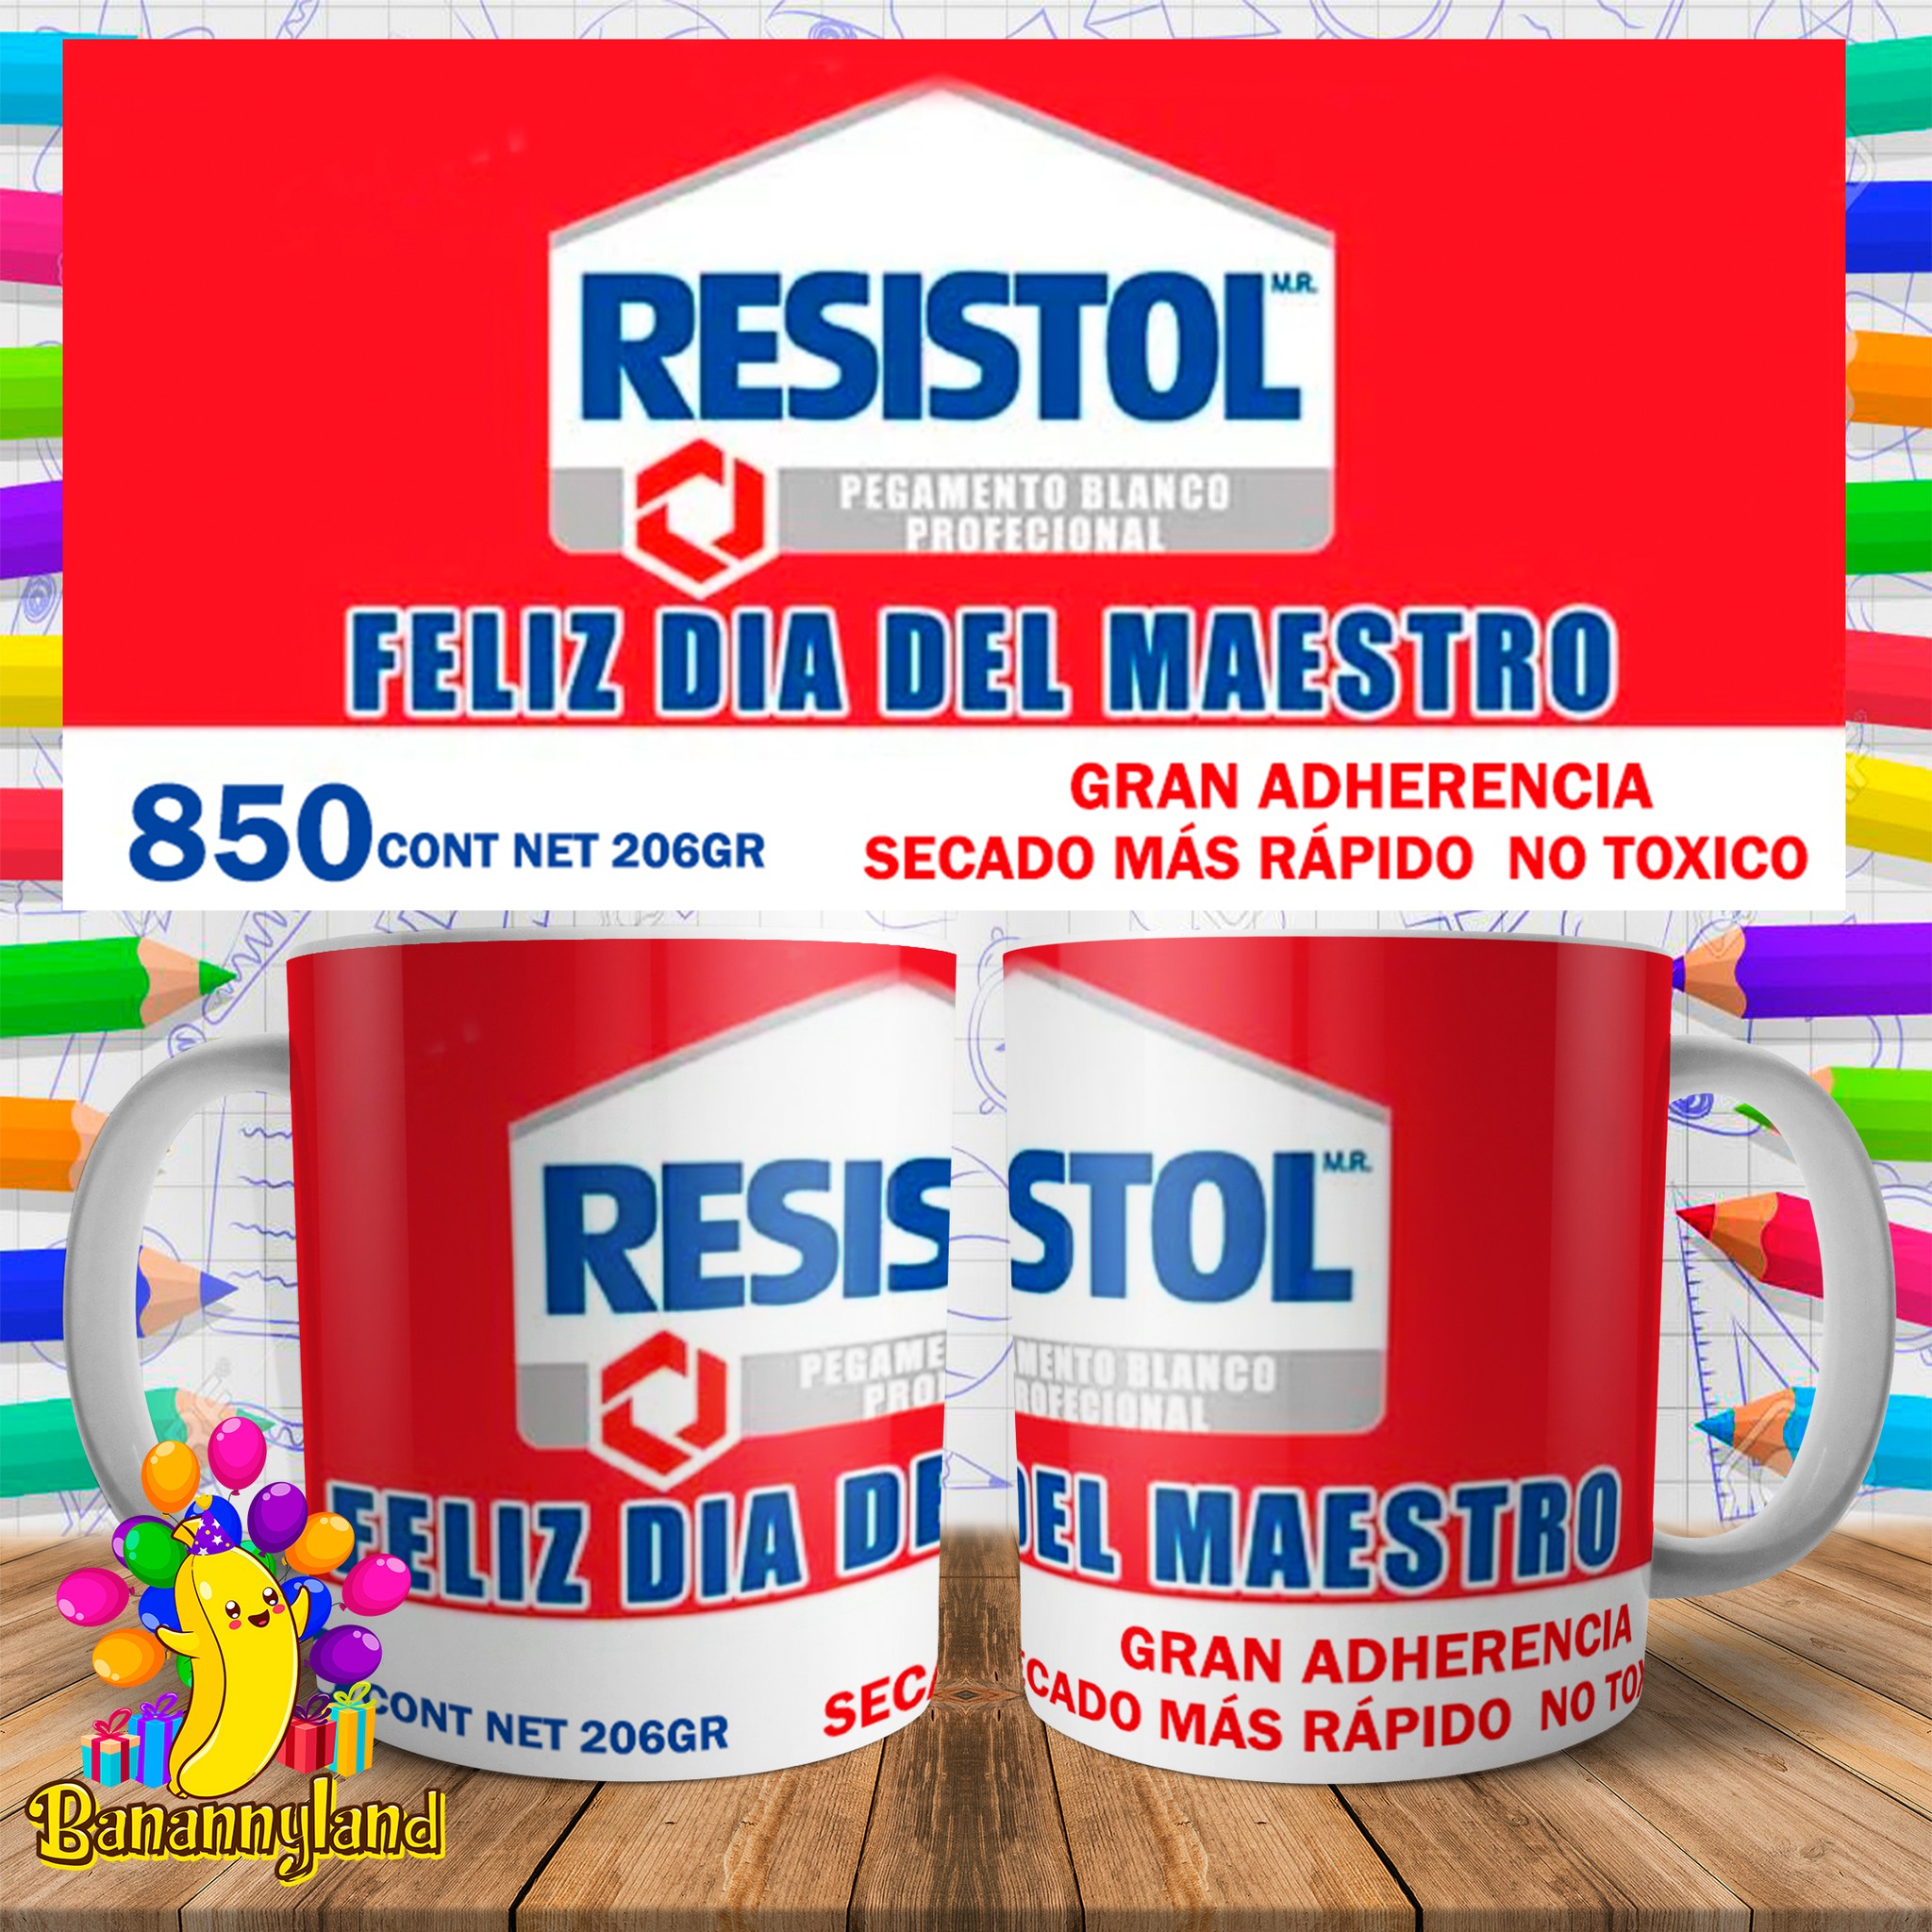 RESISTOL M.R.
PEGAMENTO BLANCO
PROFECIONAL
FELIZ DIA DEL MAESTRO
850 CONT NET 206GR
GRAN ADHERENCIA
SECADO MÁS RÁPIDO NO TOXICO
RESIS
PEGAME
PROF
FELIZ DIA DE
CONT NET 206GR
SECA
STOL M.R.
MENTO BLANCO
ROFECIONAL
DEL MAESTRO
GRAN ADHERENCIA
ECADO MÁS RÁPIDO NO TOX
Banannyland